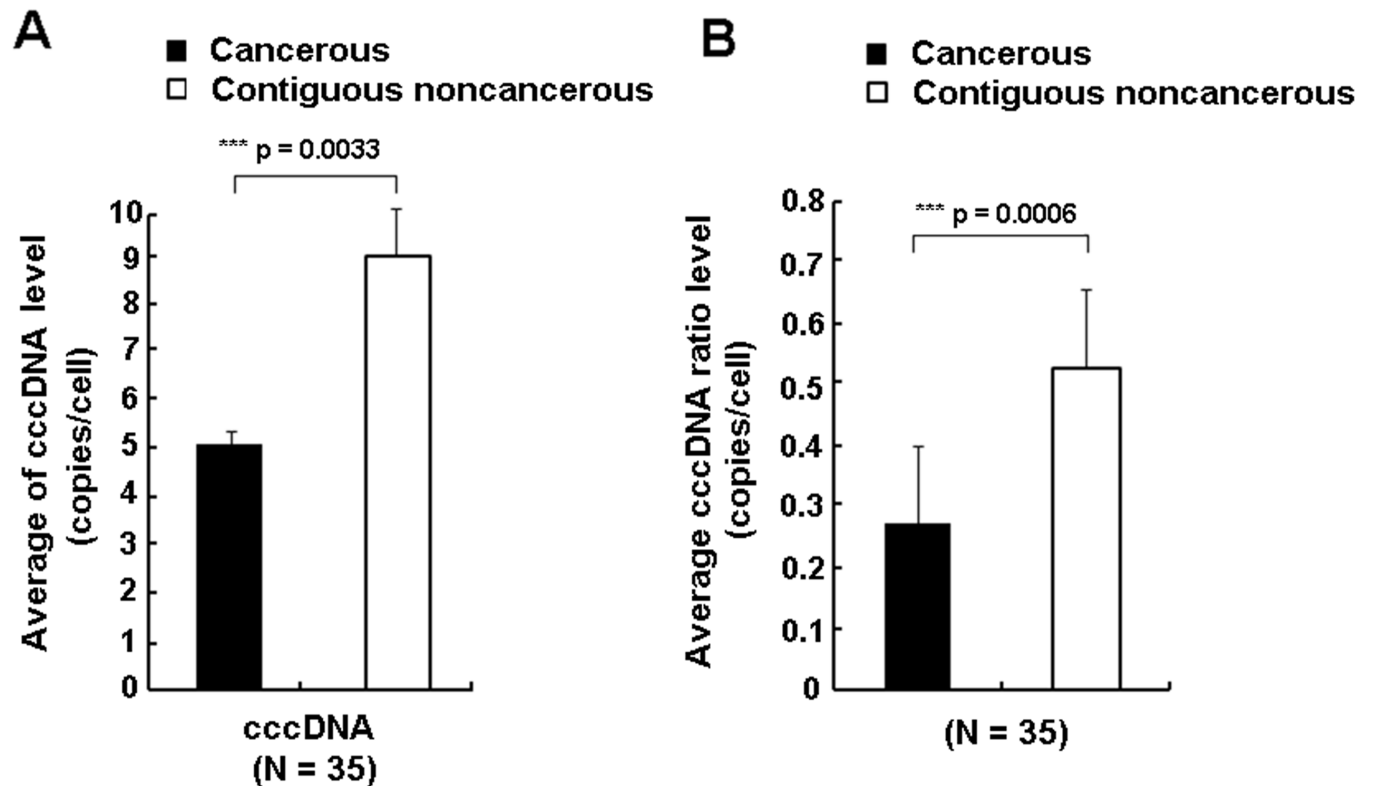 A
Cancerous
Contiguous noncancerous
*** p = 0.0033
Average of cccDNA level
(copies/cell)
10
9
8
7
6
5
4
3
2
1
0
cccDNA
(N = 35)
B
Cancerous
Contiguous noncancerous
*** p = 0.0006
Average cccDNA ratio level
(copies/cell)
0.8
0.7
0.6
0.5
0.4
0.3
0.2
0.1
0
(N = 35)